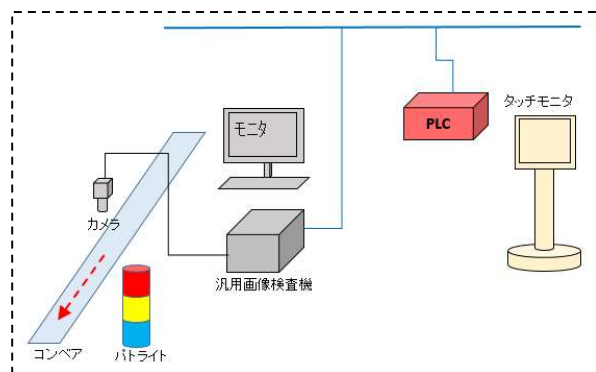 タッチモニタ
モニタ
PLC
カメラ
汎用画像検査機
コンベア
パトライト